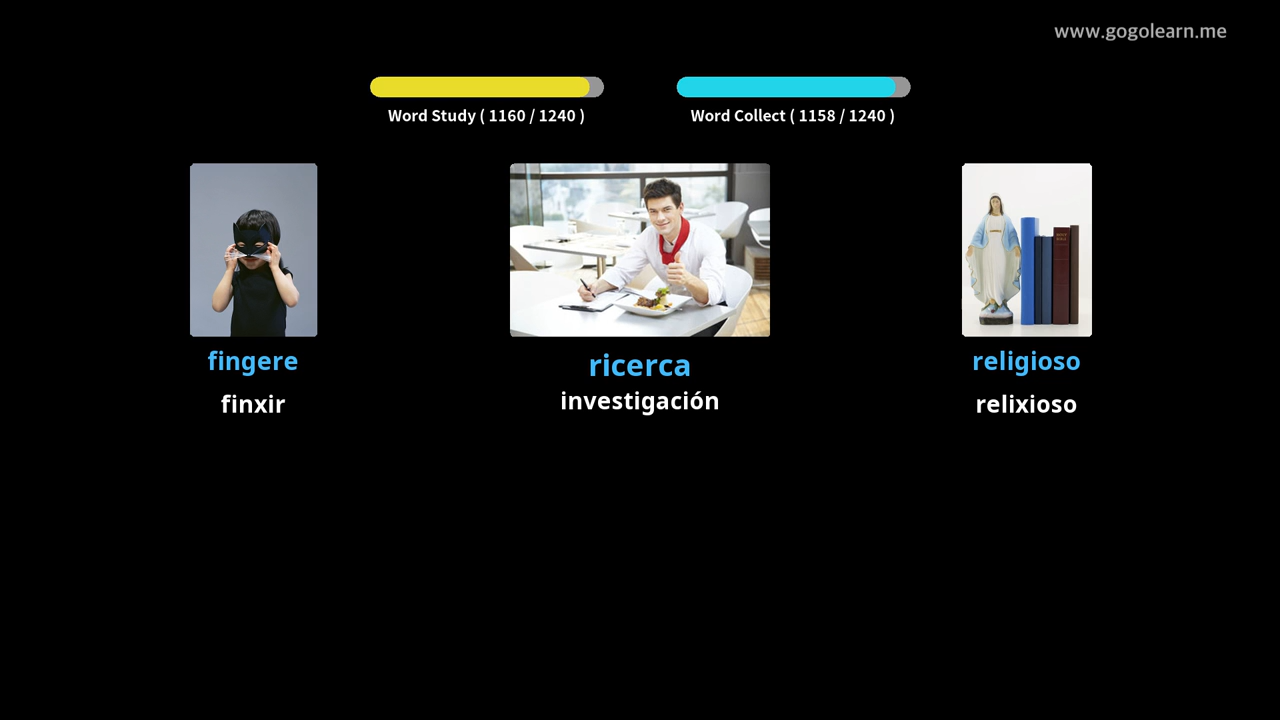 www.gogolearn.me
Word Study ( 1160 / 1240 )
Word Collect ( 1158 / 1240 )
fingere
finxir
ricerca
investigación
religioso
relixioso